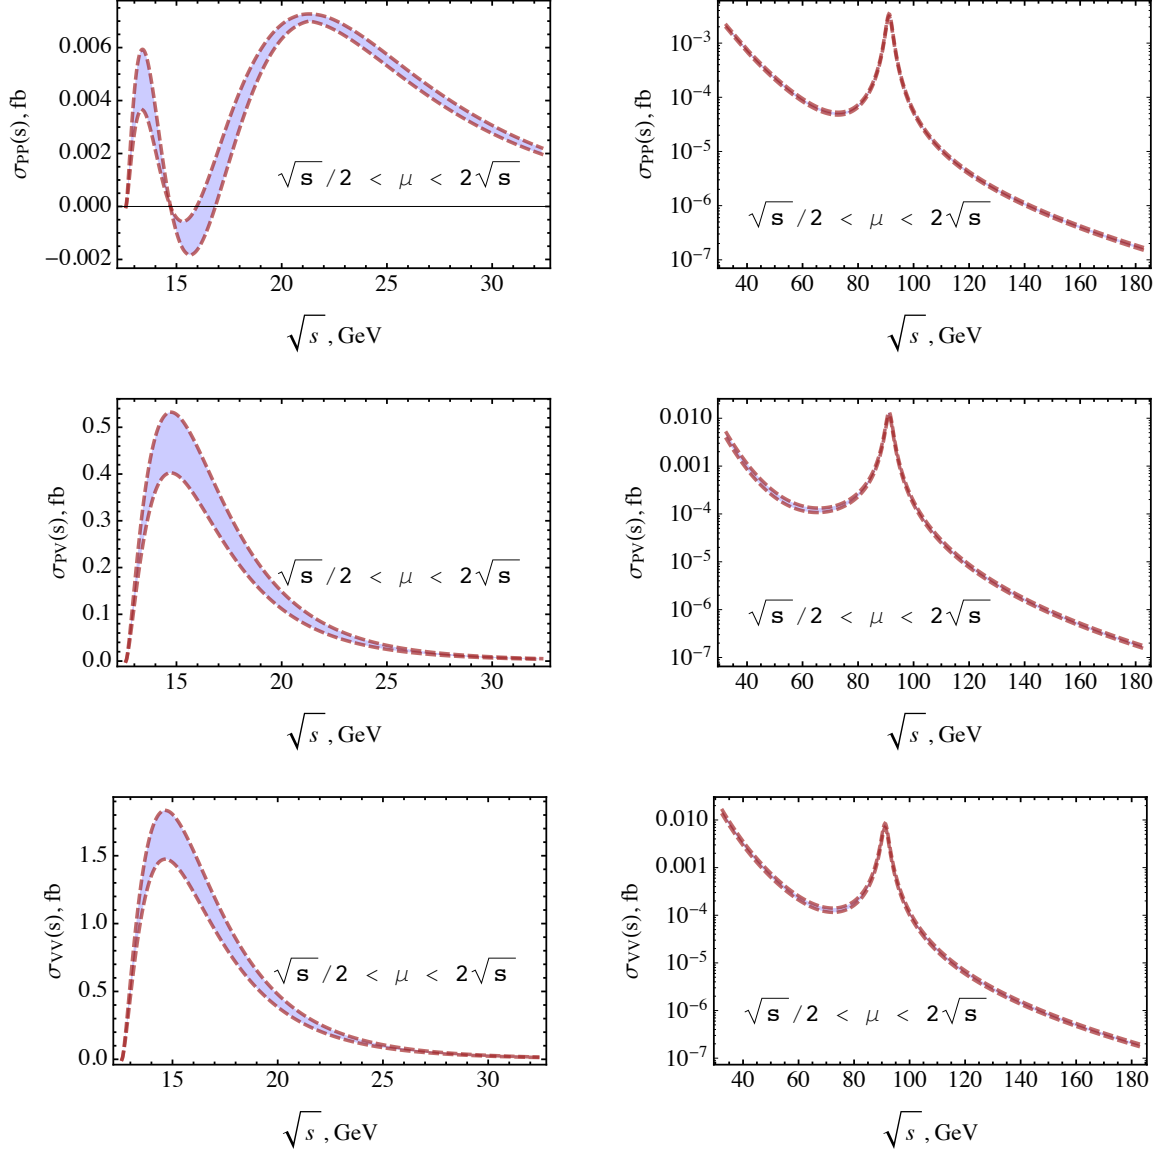 0.006
0.004
0.002
0.000
−0.002
σPP(s), fb
√s /2 < μ < 2√s
15 20 25 30
√s , GeV
10⁻³
10⁻⁴
10⁻⁵
10⁻⁶
10⁻⁷
σPP(s), fb
√s /2 < μ < 2√s
40 60 80 100 120 140 160 180
√s , GeV
0.5
0.4
0.3
0.2
0.1
0.0
σPV(s), fb
√s /2 < μ < 2√s
15 20 25 30
√s , GeV
0.010
0.001
10⁻⁴
10⁻⁵
10⁻⁶
10⁻⁷
σPV(s), fb
√s /2 < μ < 2√s
40 60 80 100 120 140 160 180
√s , GeV
1.5
1.0
0.5
0.0
σVV(s), fb
√s /2 < μ < 2√s
15 20 25 30
√s , GeV
0.010
0.001
10⁻⁴
10⁻⁵
10⁻⁶
10⁻⁷
σVV(s), fb
√s /2 < μ < 2√s
40 60 80 100 120 140 160 180
√s , GeV